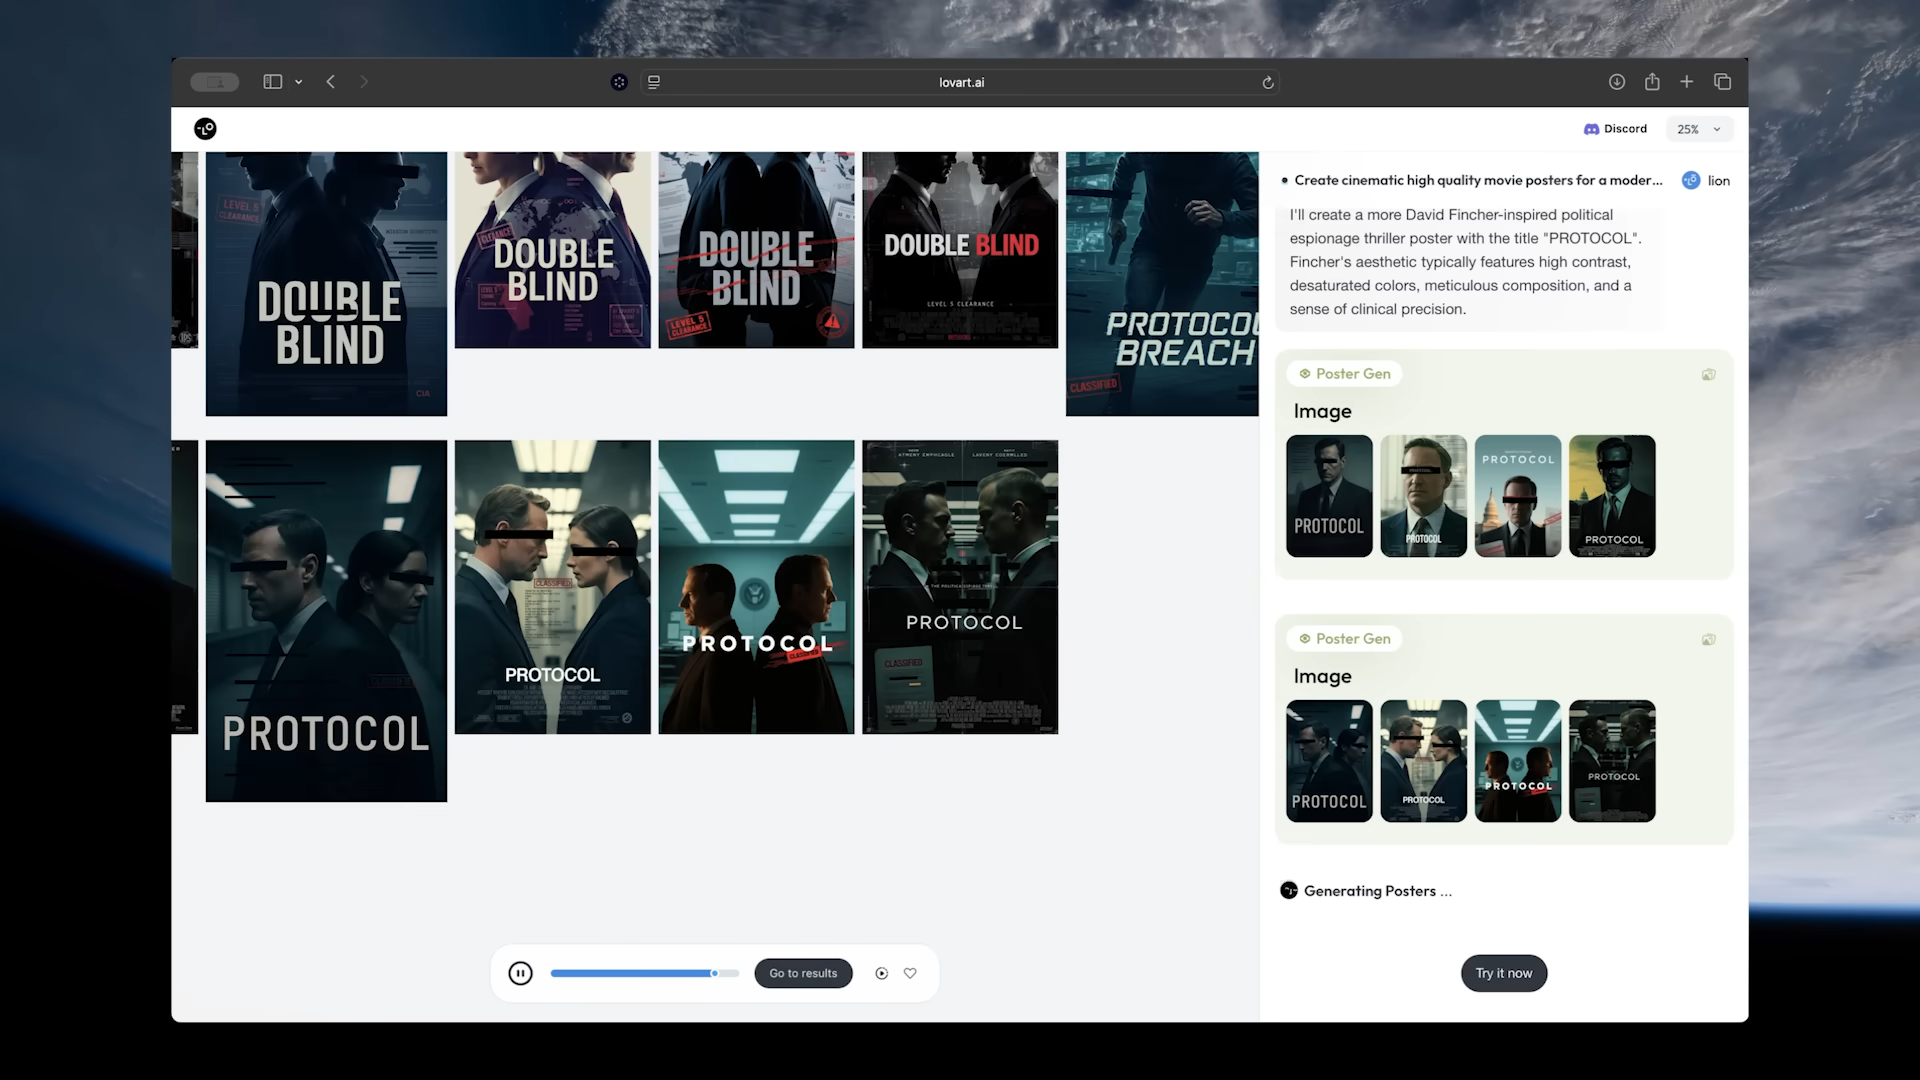 lovart.ai
Discord
25%
LEVEL 5
CLEARANCE
DOUBLE
BLIND
CIA
CLEARANCE
DOUBLE
BLIND
DOUBLE
BLIND
LEVEL 5
CLEARANCE
DOUBLE BLIND
LEVEL 5 CLEARANCE
PROTOCOL
BREACH
CLASSIFIED
PROTOCOL
CLASSIFIED
PROTOCOL
PROTOCOL
CLASSIFIED
PROTOCOL
CLASSIFIED
Go to results
Create cinematic high quality movie posters for a moder...
lion
I'll create a more David Fincher-inspired political
espionage thriller poster with the title "PROTOCOL".
Fincher's aesthetic typically features high contrast,
desaturated colors, meticulous composition, and a
sense of clinical precision.
Poster Gen
Image
PROTOCOL
PROTOCOL
PROTOCOL
PROTOCOL
Poster Gen
Image
PROTOCOL
PROTOCOL
PROTOCOL
PROTOCOL
Generating Posters ...
Try it now